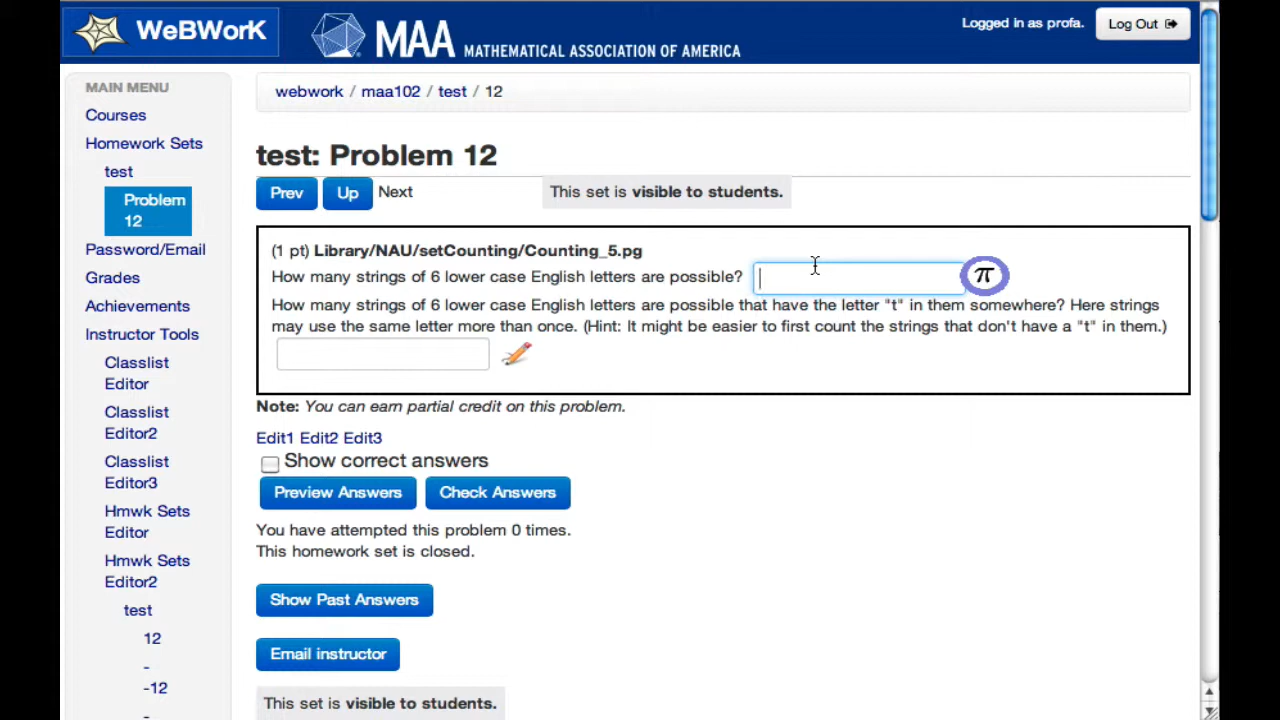 WeBWorK
MAA MATHEMATICAL ASSOCIATION OF AMERICA
Logged in as profa.
Log Out
MAIN MENU
Courses
Homework Sets
test
Problem
12
Password/Email
Grades
Achievements
Instructor Tools
Classlist
Editor
Classlist
Editor2
Classlist
Editor3
Hmwk Sets
Editor
Hmwk Sets
Editor2
test
12
-
-12
-
webwork / maa102 / test / 12
test: Problem 12
Prev Up Next
This set is visible to students.
(1 pt) Library/NAU/setCounting/Counting_5.pg
How many strings of 6 lower case English letters are possible? π
How many strings of 6 lower case English letters are possible that have the letter "t" in them somewhere? Here strings
may use the same letter more than once. (Hint: It might be easier to first count the strings that don't have a "t" in them.)
Note: You can earn partial credit on this problem.
Edit1 Edit2 Edit3
Show correct answers
Preview Answers Check Answers
You have attempted this problem 0 times.
This homework set is closed.
Show Past Answers
Email instructor
This set is visible to students.